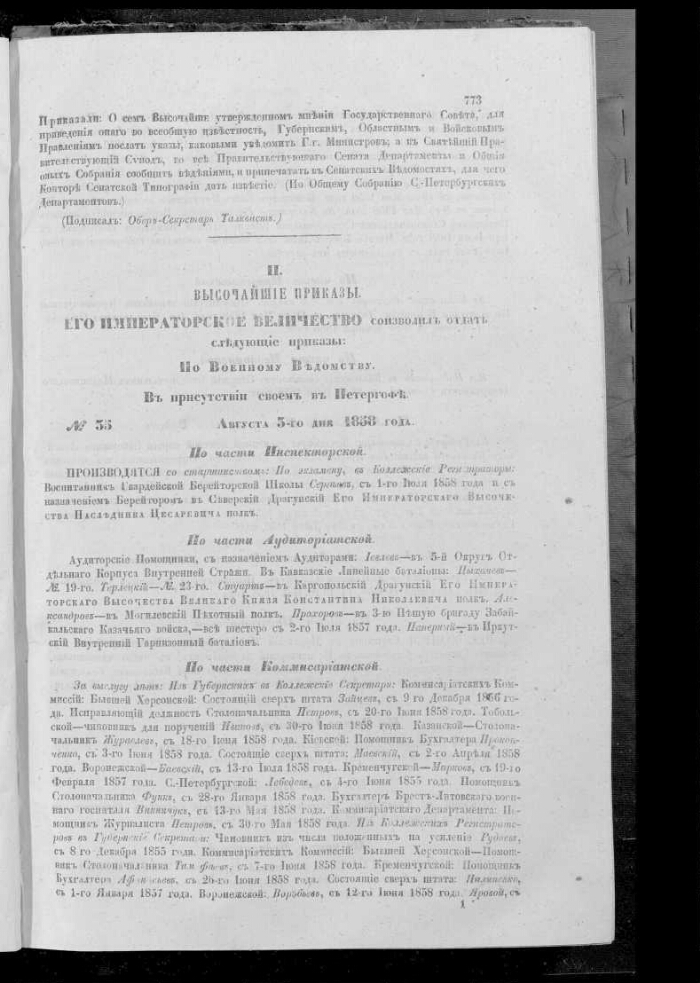 773
Приказали: О семъ Высочайше утвержденномъ мнѣніи Государственнаго Совѣта, для
приведенія онаго во всеобщую извѣстность, Губернскимъ, Областнымъ и Войсковымъ
Правленіямъ послать указы, каковыми увѣдомить Г.г. Министровъ; а въ Святѣйшій Пра-
вительствующій Сѵнодъ, во всѣ Правительствующаго Сената Департаменты и Общія
оныхъ Собранія сообщить вѣдѣніями, и припечатать въ Сенатскихъ Вѣдомостяхъ, для чего
Конторѣ Сенатской Типографіи дать извѣстіе. (По Общему Собранію С.-Петербургскихъ
Департаментовъ.)
(Подписалъ: Оберъ-Секретарь Талквистъ.)
II.
ВЫСОЧАЙШІЕ ПРИКАЗЫ.
ЕГО ИМПЕРАТОРСКОЕ ВЕЛИЧЕСТВО соизволилъ отдать
слѣдующіе приказы:
По Военному Вѣдомству.
Въ присутствіи своемъ въ Петергофѣ.
№ 35 Августа 3-го дня 1858 года.
По части Инспекторской.
ПРОИЗВОДЯТСЯ со старшинствомъ: По экзамену, въ Коллежскіе Регистраторы:
Воспитанникъ Гвардейской Берейторской Школы с, съ 1-го Іюля 1858 года и съ
назначеніемъ Берейторомъ въ Сѣверскій Драгунскій Его Императорскаго Высоче-
ства Наслѣдника Цесаревича полкъ.
По части Аудиторіатской.
Аудиторскіе Помощники, съ назначеніемъ Аудиторами: Іевлевъ—въ 5-й Округъ От-
дѣльнаго Корпуса Внутренней Стражи. Въ Кавказскіе Линейные баталіоны:
№ 19-го. Терлецкій—№ 23-го. Стуартъ—въ Каргопольскій Драгунскій Его Импера-
торскаго Высочества Великаго Князя Константина Николаевича полкъ. Але-
ксандровъ—въ Могилевскій Пѣхотный полкъ. Прохоровъ—въ 3-ю Пѣшую бригаду Забай-
кальскаго Казачьяго войска,—всѣ шестеро съ 2-го Іюля 1857 года. въ Иркут-
скій Внутренній Гарнизонный баталіонъ.
По части Коммисаріатской.
За выслугу лѣтъ: Изъ Губернскихъ въ Коллежскіе Секретари: Комисаріатскихъ Ком-
миссій: Бывшей Херсонской: Состоящій сверхъ штата Зайцевъ, съ 9-го Декабря 1856 го-
да. Исправляющій должность Столоначальника Петровъ, съ 20-го Іюня 1858 года. Тоболь-
ской—чиновникъ для порученій съ 30-го Іюня 1858 года. Казанской—Столона-
чальникъ Журавлевъ, съ 18-го Іюня 1858 года. Кіевской: Помощникъ Бухгалтера Проко-
ченко, съ 3-го Іюня 1858 года. Состоящіе сверхъ штата: Маевскій, съ 2-го Апрѣля 1858
года. Воронежской—Баевскій, съ 13-го Іюля 1858 года. Кременчугской:—Марковъ, съ 19-го
Февраля 1857 года. С.-Петербургской: Лебедевъ, съ 4-го Іюня 1855 года. Помощникъ
Столоначальника Функъ, съ 28-го Января 1858 года. Бухгалтеръ Брестъ-Литовскаго воен-
наго госпиталя съ 13-го Мая 1858 года. Коммисаріатскаго Департамента: По-
мощникъ Журналиста Петровъ, съ 30-го Мая 1858 года. Изъ Коллежскихъ Регистрато-
ровъ въ Губернскіе Секретари: Чиновникъ изъ числа положенныхъ на усиленіе Рудневъ,
съ 8-го Декабря 1855 года. Коммисаріатскихъ Комиссій: Бывшей Херсонской—Помощ-
никъ Столоначальника съ 7-го Іюня 1858 года. Кременчугской: Помощникъ
Бухгалтера Афанасьевъ, съ 26-го Іюня 1858 года. Состоящіе сверхъ штата: Палиенко,
съ 1-го Января 1857 года. Воронежской: Воробьевъ, съ 12-го Іюня 1858 года. Яровой, съ
1